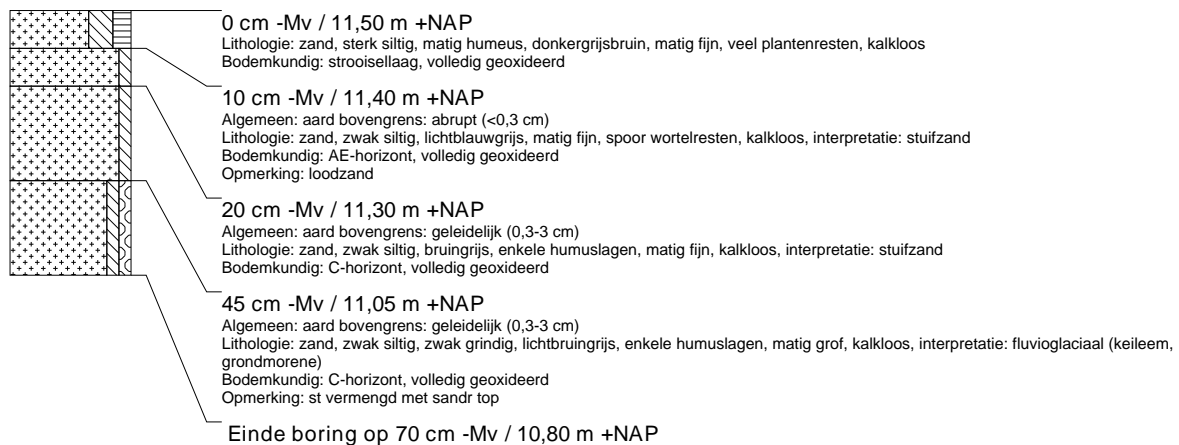 0 cm -Mv / 11,50 m +NAP
Lithologie: zand, sterk siltig, matig humeus, donkergrijsbruin, matig fijn, veel plantenresten, kalkloos
Bodemkundig: strooisellaag, volledig geoxideerd
10 cm -Mv / 11,40 m +NAP
Algemeen: aard bovengrens: abrupt (<0,3 cm)
Lithologie: zand, zwak siltig, lichtblauwgrijs, matig fijn, spoor wortelresten, kalkloos, interpretatie: stuifzand
Bodemkundig: AE-horizont, volledig geoxideerd
Opmerking: loodzand
20 cm -Mv / 11,30 m +NAP
Algemeen: aard bovengrens: geleidelijk (0,3-3 cm)
Lithologie: zand, zwak siltig, bruingrijs, enkele humuslagen, matig fijn, kalkloos, interpretatie: stuifzand
Bodemkundig: C-horizont, volledig geoxideerd
45 cm -Mv / 11,05 m +NAP
Algemeen: aard bovengrens: geleidelijk (0,3-3 cm)
Lithologie: zand, zwak siltig, zwak grindig, lichtbruingrijs, enkele humuslagen, matig grof, kalkloos, interpretatie: fluvioglaciaal (keileem,
grondmorene)
Bodemkundig: C-horizont, volledig geoxideerd
Opmerking: st vermengd met sandr top
Einde boring op 70 cm -Mv / 10,80 m +NAP